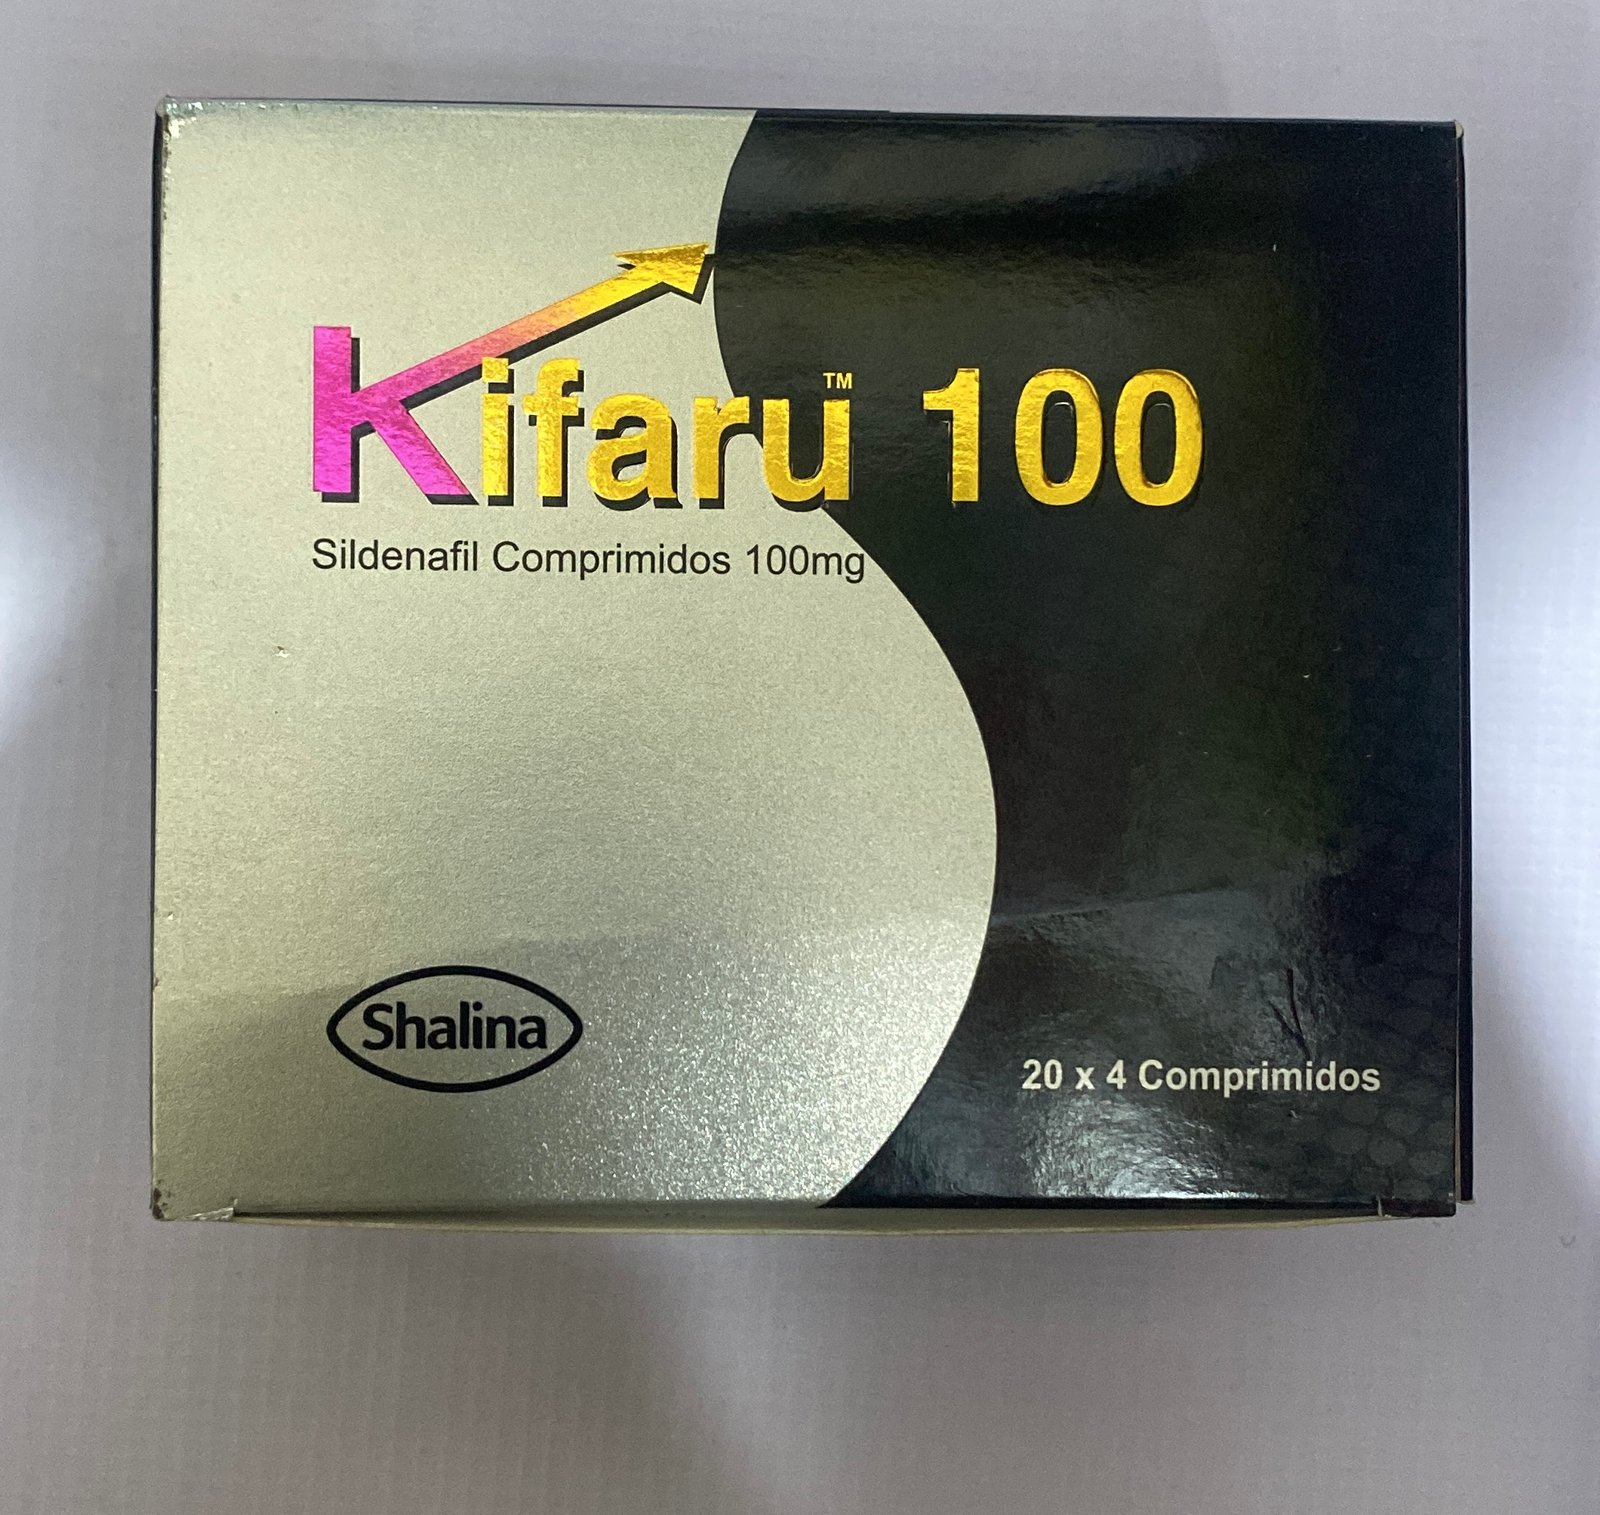 Kifaru™ 100
Sildenafil Comprimidos 100mg
Shalina
20 x 4 Comprimidos